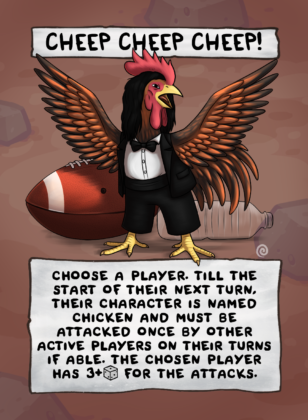 CHEEP CHEEP CHEEP!
CHOOSE A PLAYER. TILL THE
START OF THEIR NEXT TURN,
THEIR CHARACTER IS NAMED
CHICKEN AND MUST BE
ATTACKED ONCE BY OTHER
ACTIVE PLAYERS ON THEIR TURNS
IF ABLE. THE CHOSEN PLAYER
HAS 3+ FOR THE ATTACKS.